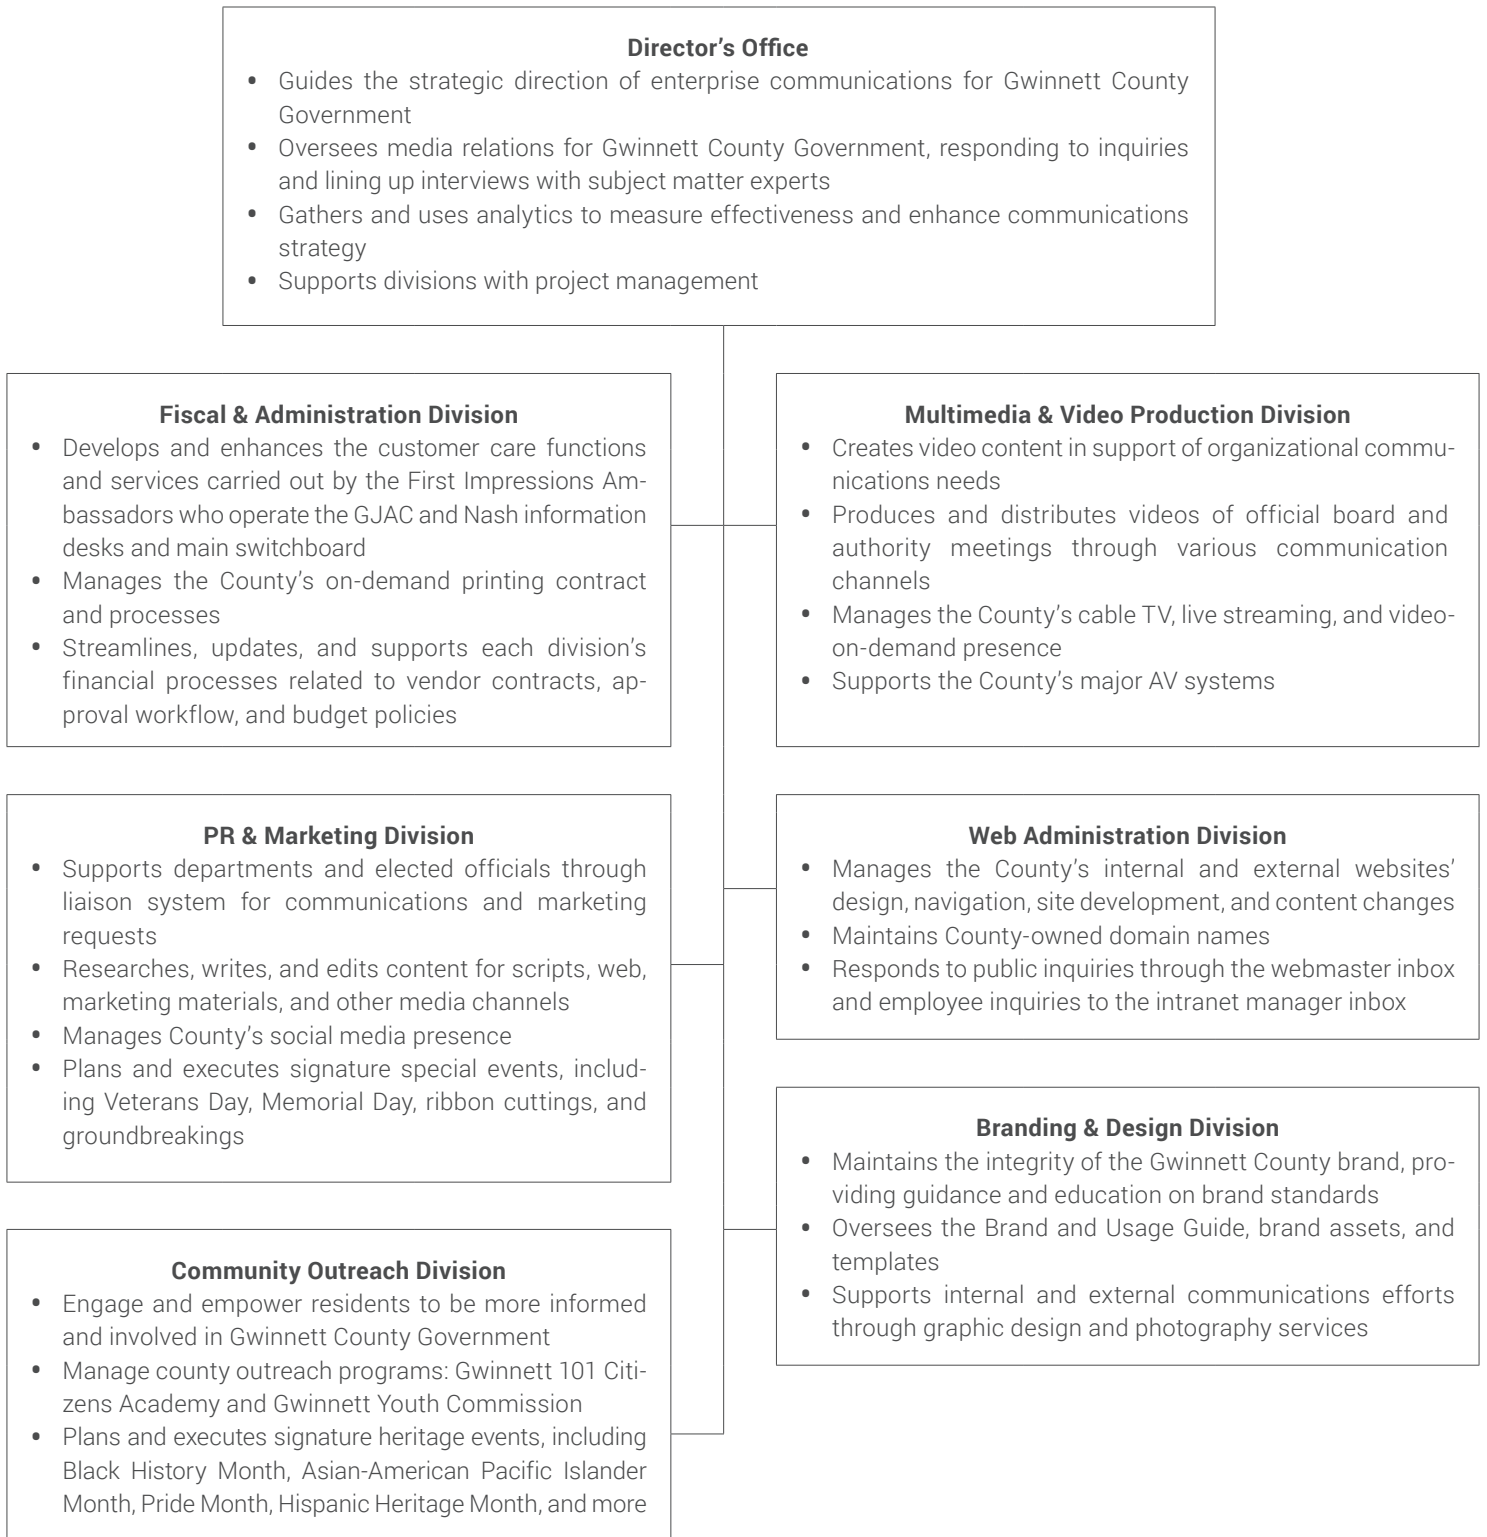 Director's Office
• Guides the strategic direction of enterprise communications for Gwinnett County
Government
• Oversees media relations for Gwinnett County Government, responding to inquiries
and lining up interviews with subject matter experts
• Gathers and uses analytics to measure effectiveness and enhance communications
strategy
• Supports divisions with project management
Fiscal & Administration Division
• Develops and enhances the customer care functions
and services carried out by the First Impressions Am-
bassadors who operate the GJAC and Nash information
desks and main switchboard
• Manages the County's on-demand printing contract
and processes
• Streamlines, updates, and supports each division's
financial processes related to vendor contracts, ap-
proval workflow, and budget policies
Multimedia & Video Production Division
• Creates video content in support of organizational commu-
nications needs
• Produces and distributes videos of official board and
authority meetings through various communication
channels
• Manages the County's cable TV, live streaming, and video-
on-demand presence
• Supports the County's major AV systems
PR & Marketing Division
• Supports departments and elected officials through
liaison system for communications and marketing
requests
• Researches, writes, and edits content for scripts, web,
marketing materials, and other media channels
• Manages County's social media presence
• Plans and executes signature special events, includ-
ing Veterans Day, Memorial Day, ribbon cuttings, and
groundbreakings
Web Administration Division
• Manages the County's internal and external websites'
design, navigation, site development, and content changes
• Maintains County-owned domain names
• Responds to public inquiries through the webmaster inbox
and employee inquiries to the intranet manager inbox
Branding & Design Division
• Maintains the integrity of the Gwinnett County brand, pro-
viding guidance and education on brand standards
• Oversees the Brand and Usage Guide, brand assets, and
templates
• Supports internal and external communications efforts
through graphic design and photography services
Community Outreach Division
• Engage and empower residents to be more informed
and involved in Gwinnett County Government
• Manage county outreach programs: Gwinnett 101 Citi-
zens Academy and Gwinnett Youth Commission
• Plans and executes signature heritage events, including
Black History Month, Asian-American Pacific Islander
Month, Pride Month, Hispanic Heritage Month, and more